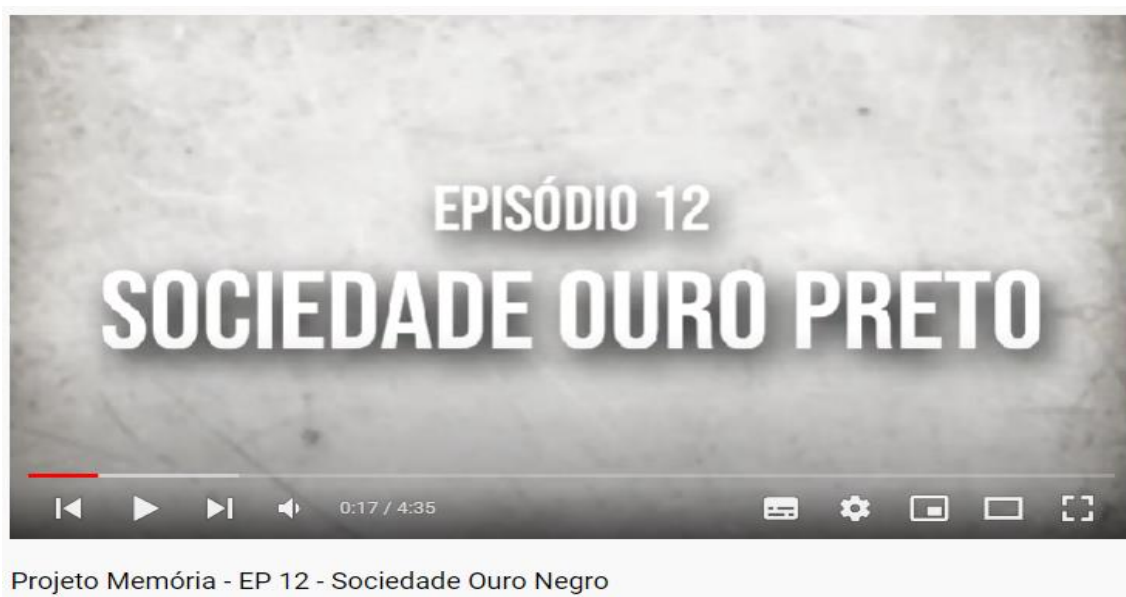 EPISÓDIO 12
SOCIEDADE OURO PRETO
0:17 / 4:35
Projeto Memória - EP 12 - Sociedade Ouro Negro